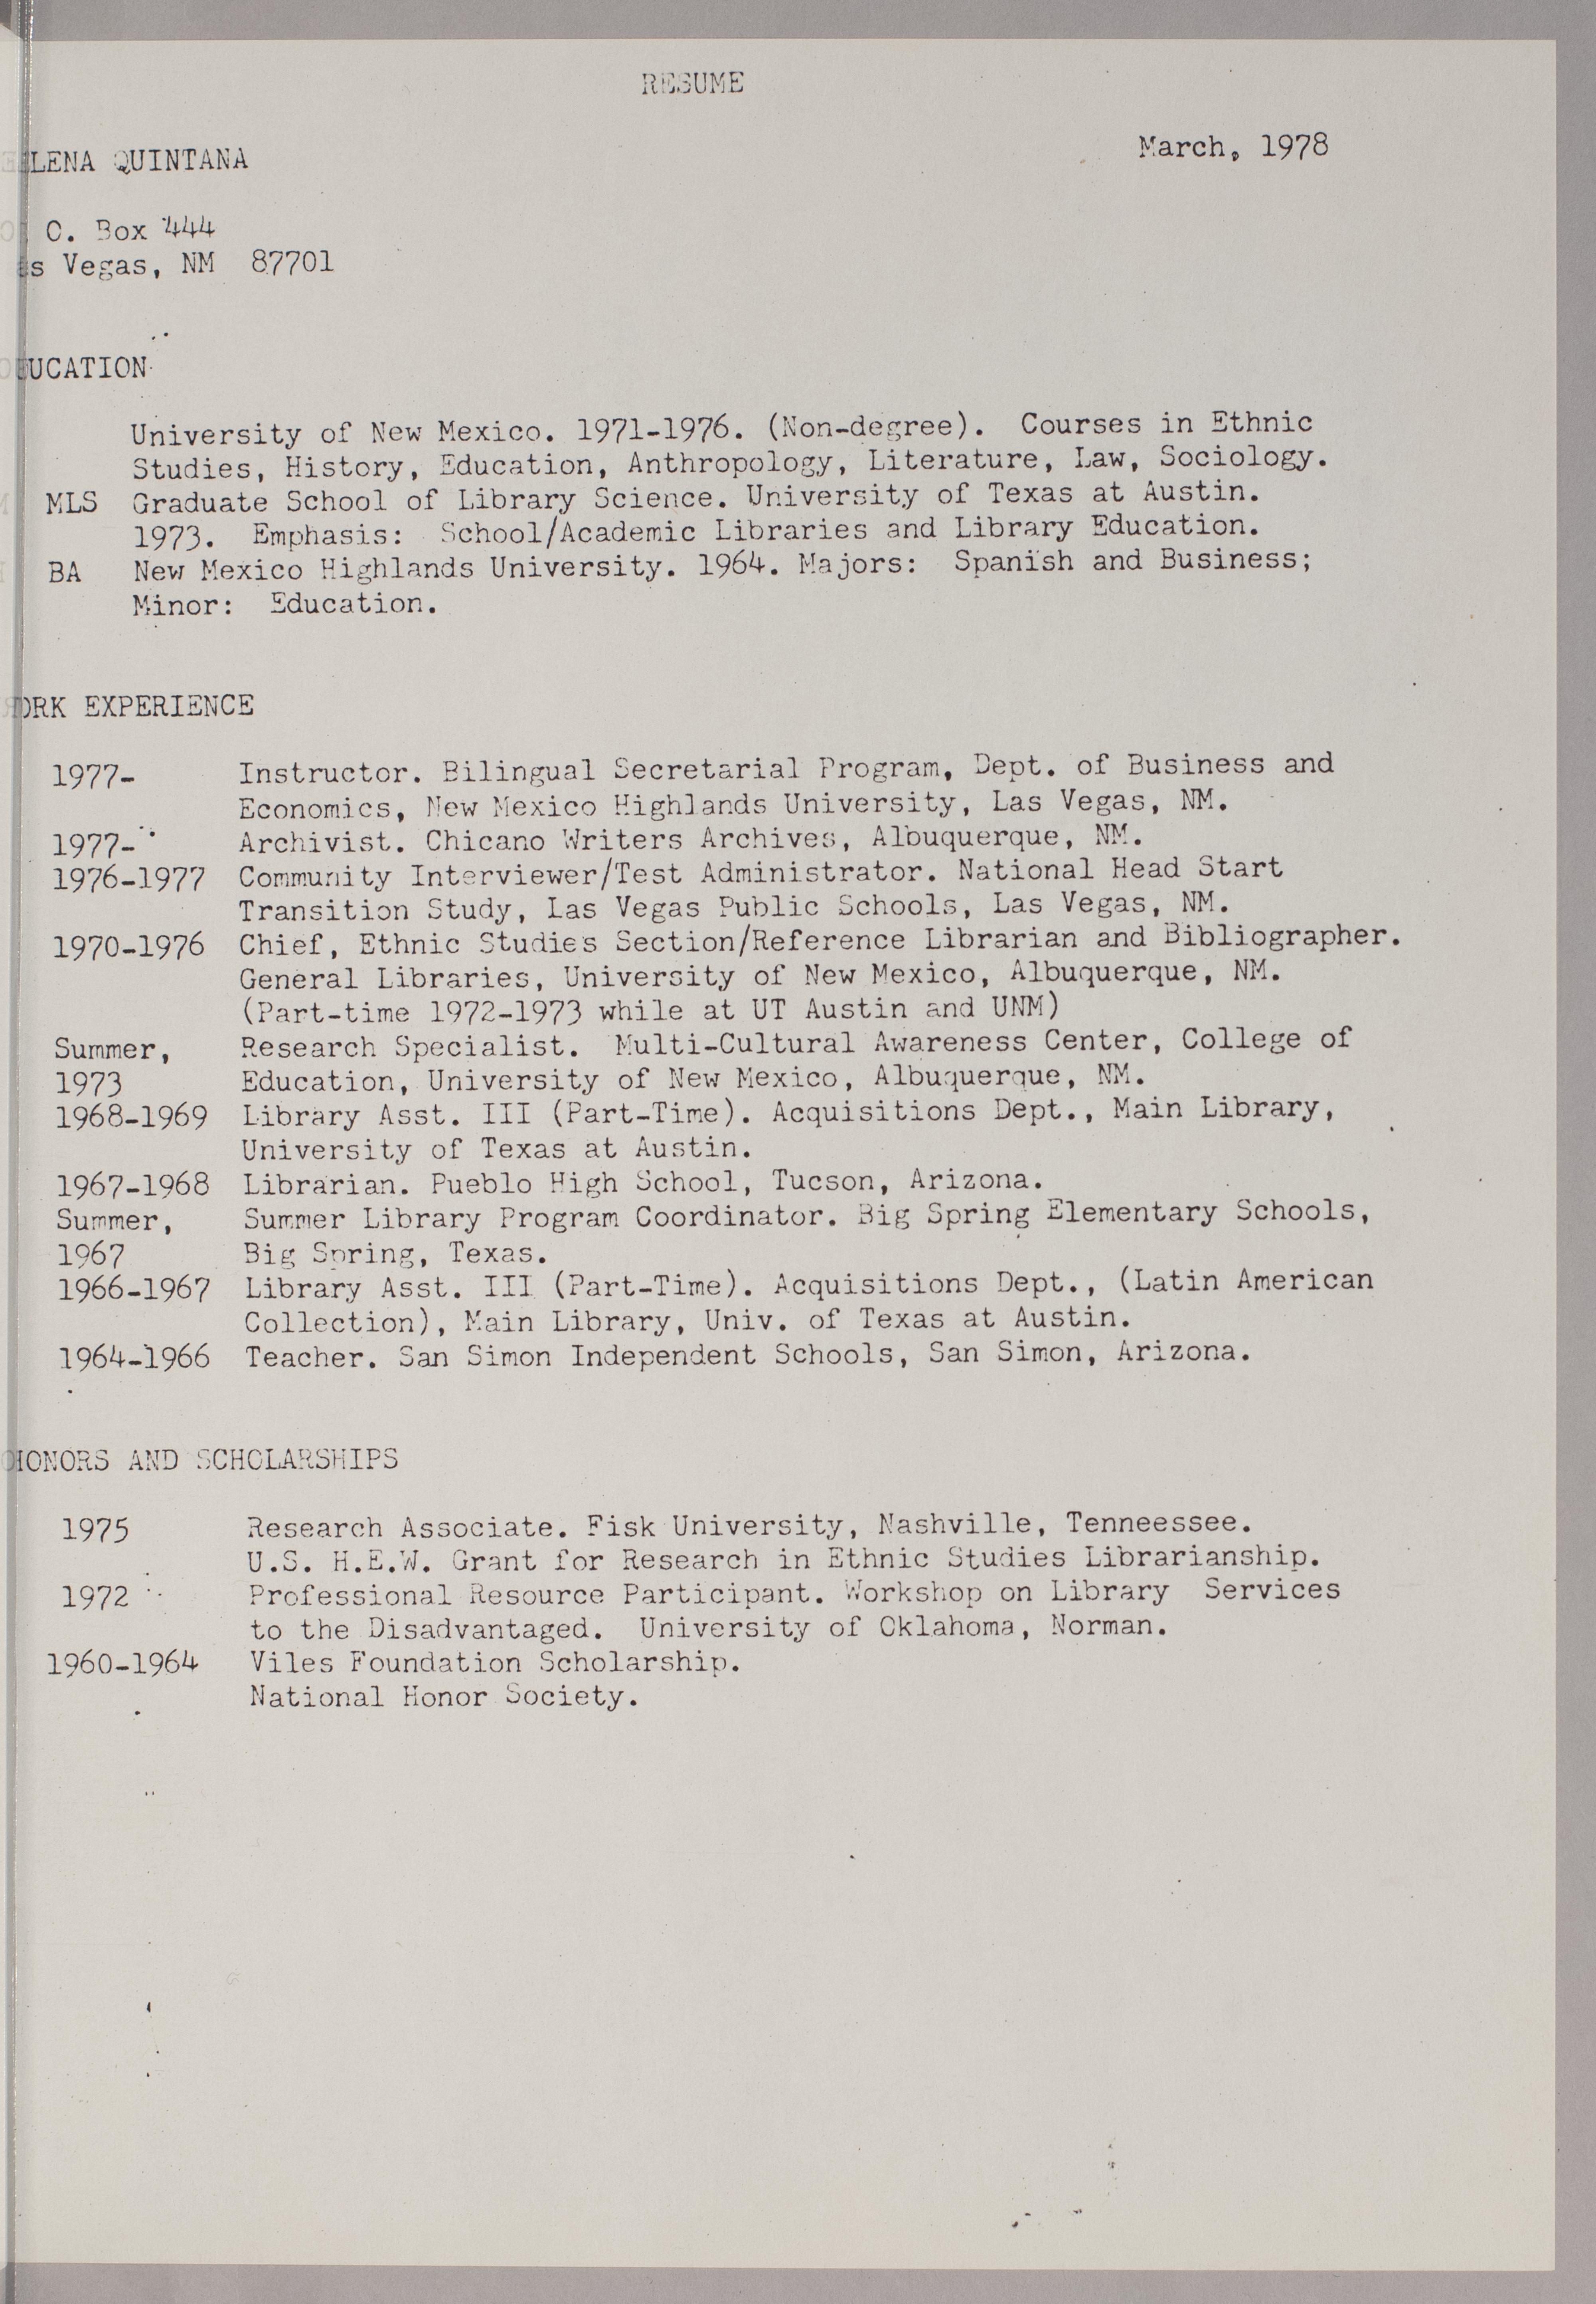 RESUME
March, 1978
ELENA QUINTANA
O. Box 444
as Vegas, NM 87701
EDUCATION
University of New Mexico. 1971-1976. (Non-degree). Courses in Ethnic
Studies, History, Education, Anthropology, Literature, Law, Sociology.
MLS Graduate School of Library Science. University of Texas at Austin.
1973. Emphasis: School/Academic Libraries and Library Education.
BA New Mexico Highlands University. 1964. Majors: Spanish and Business;
Minor: Education.
WORK EXPERIENCE
1977- Instructor. Bilingual Secretarial Program, Dept. of Business and
Economics, New Mexico Highlands University, Las Vegas, NM.
1977- Archivist. Chicano Writers Archives, Albuquerque, NM.
1976-1977 Community Interviewer/Test Administrator. National Head Start
Transition Study, Las Vegas Public Schools, Las Vegas, NM.
1970-1976 Chief, Ethnic Studies Section/Reference Librarian and Bibliographer.
General Libraries, University of New Mexico, Albuquerque, NM.
(Part-time 1972-1973 while at UT Austin and UNM)
Summer, Research Specialist. Multi-Cultural Awareness Center, College of
1973 Education, University of New Mexico, Albuquerque, NM.
1968-1969 Library Asst. III (Part-Time). Acquisitions Dept., Main Library,
University of Texas at Austin.
1967-1968 Librarian. Pueblo High School, Tucson, Arizona.
Summer, Summer Library Program Coordinator. Big Spring Elementary Schools,
1967 Big Spring, Texas.
1966-1967 Library Asst. III (Part-Time). Acquisitions Dept., (Latin American
Collection), Main Library, Univ. of Texas at Austin.
1964-1966 Teacher. San Simon Independent Schools, San Simon, Arizona.
HONORS AND SCHOLARSHIPS
1975 Research Associate. Fisk University, Nashville, Tenneessee.
U.S. H.E.W. Grant for Research in Ethnic Studies Librarianship.
1972 Professional Resource Participant. Workshop on Library Services
to the Disadvantaged. University of Oklahoma, Norman.
1960-1964 Viles Foundation Scholarship.
National Honor Society.